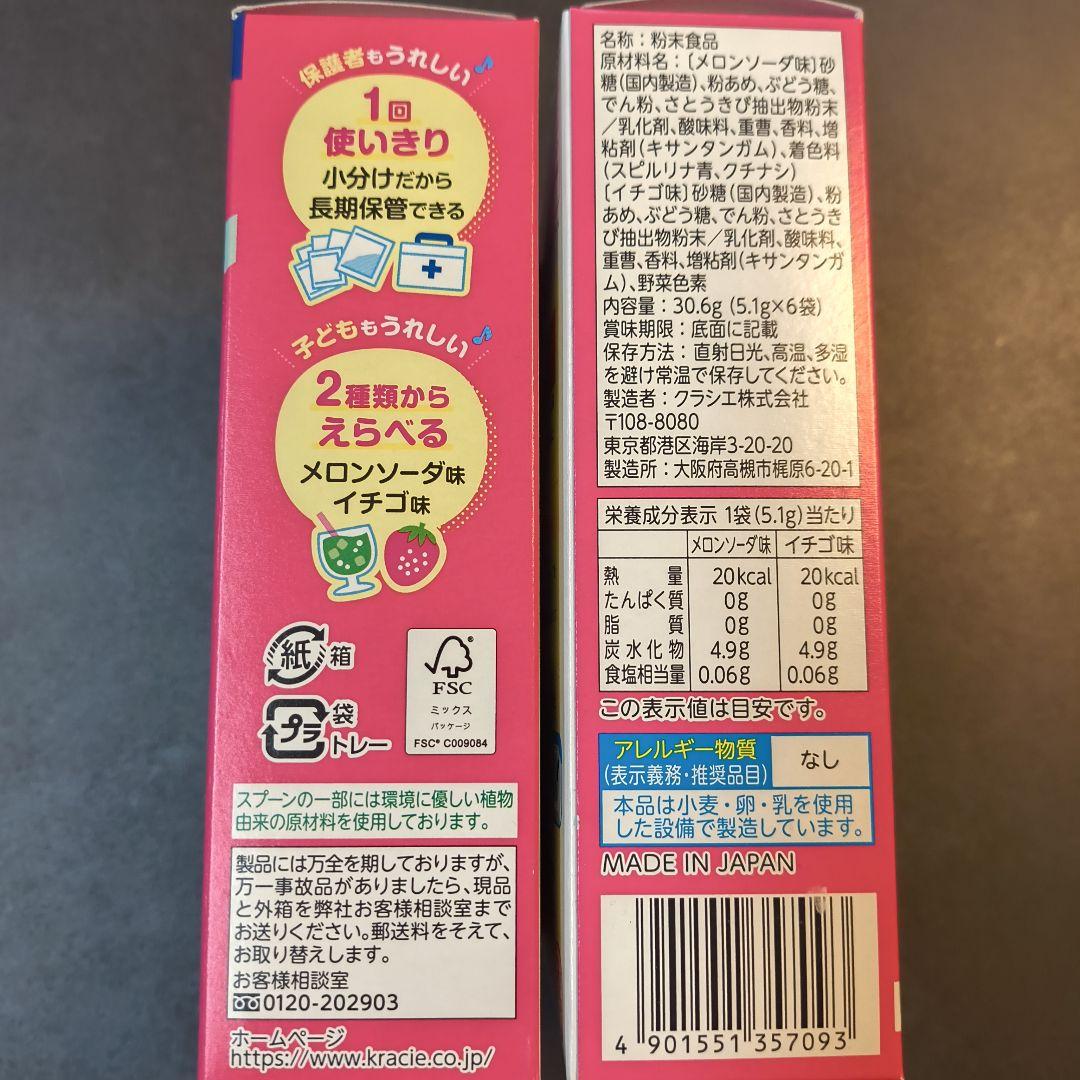 保護者もうれしい
1回
使いきり
小分けだから
長期保管できる
子どももうれしい
2種類から
えらべる
メロンソーダ味
イチゴ味
紙 箱
プラ 袋
トレー
FSC
ミックス
パッケージ
FSC® C009084
スプーンの一部には環境に優しい植物
由来の原材料を使用しております。
製品には万全を期しておりますが、
万一事故品がありましたら、現品
と外箱を弊社お客様相談室まで
お送りください。郵送料をそえて、
お取り替えします。
お客様相談室
0120-202903
ホームページ
https://www.kracie.co.jp/
名称：粉末食品
原材料名：〔メロンソーダ味〕砂
糖（国内製造）、粉あめ、ぶどう糖、
でん粉、さとうきび抽出物粉末
／乳化剤、酸味料、重曹、香料、増
粘剤（キサンタンガム）、着色料
（スピルリナ青、クチナシ）
〔イチゴ味〕砂糖（国内製造）、粉
あめ、ぶどう糖、でん粉、さとうき
び抽出物粉末／乳化剤、酸味料、
重曹、香料、増粘剤（キサンタンガ
ム）、野菜色素
内容量：30.6g（5.1g×6袋）
賞味期限：底面に記載
保存方法：直射日光、高温、多湿
を避け常温で保存してください。
製造者：クラシエ株式会社
〒108-8080
東京都港区海岸3-20-20
製造所：大阪府高槻市梶原6-20-1
栄養成分表示 1袋（5.1g）当たり
メロンソーダ味 イチゴ味
熱量 20kcal 20kcal
たんぱく質 0g 0g
脂質 0g 0g
炭水化物 4.9g 4.9g
食塩相当量 0.06g 0.06g
この表示値は目安です。
アレルギー物質
（表示義務・推奨品目） なし
本品は小麦・卵・乳を使用
した設備で製造しています。
MADE IN JAPAN
4 901551 357093